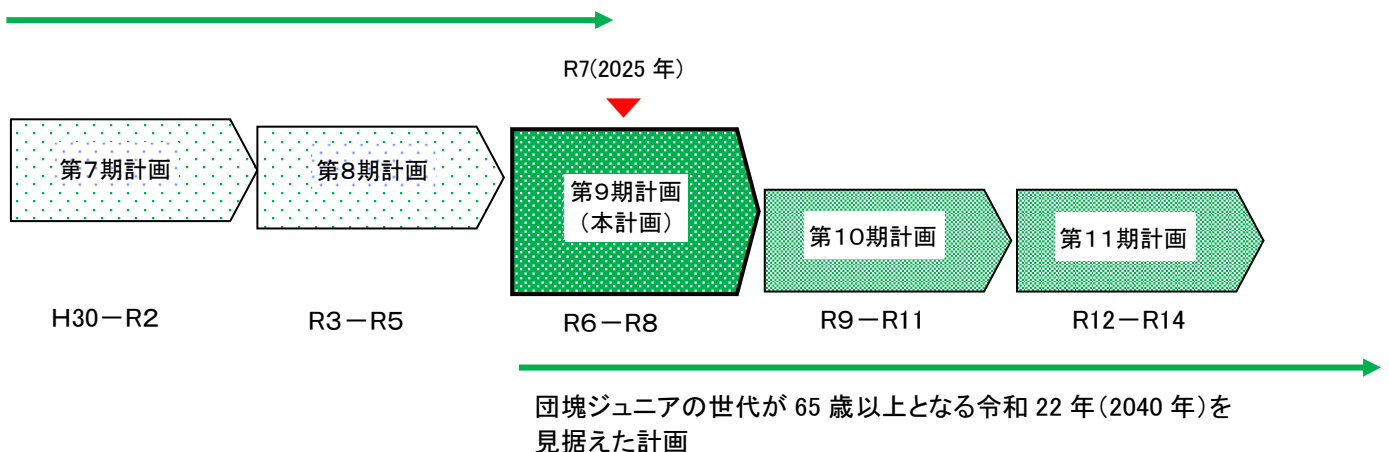 R7(2025 年)
第7期計画
第8期計画
第9期計画
(本計画)
第10期計画
第11期計画
H30－R2
R3－R5
R6－R8
R9－R11
R12－R14
団塊ジュニアの世代が 65 歳以上となる令和 22 年(2040 年)を
見据えた計画